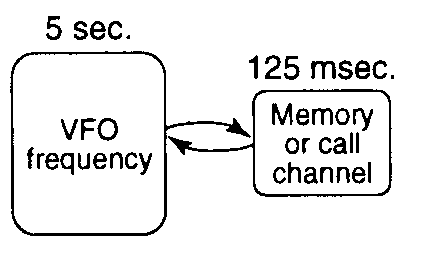 5 sec.
125 msec.
VFO
frequency
Memory
or call
channel